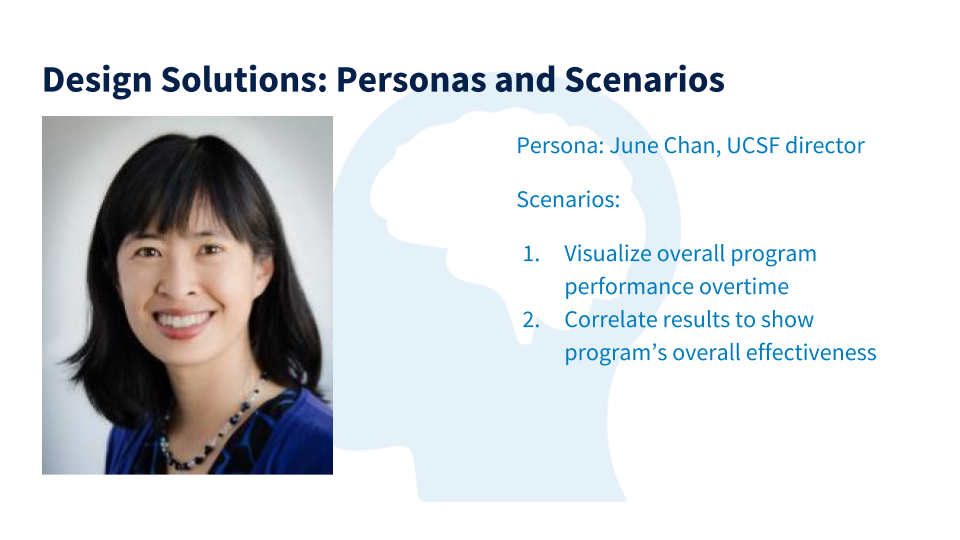 Design Solutions: Personas and Scenarios
Persona: June Chan, UCSF director
Scenarios:
1. Visualize overall program
performance overtime
2. Correlate results to show
program’s overall effectiveness